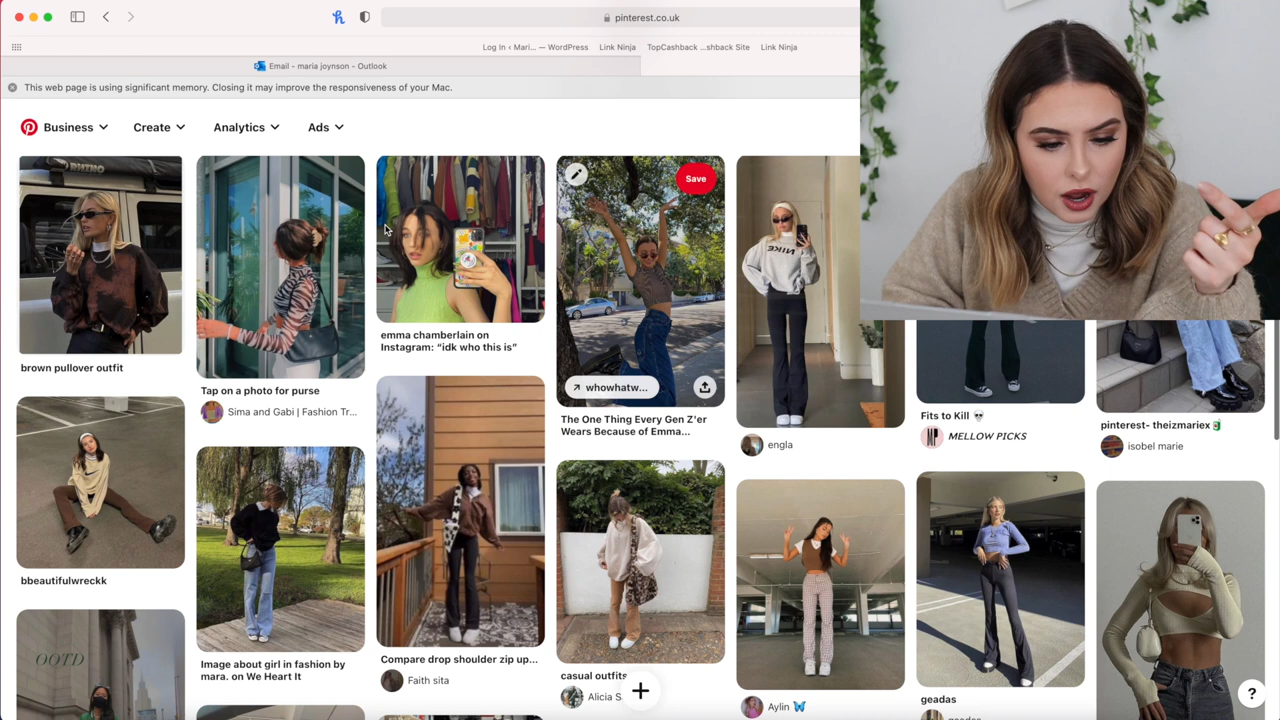 pinterest.co.uk
Log In ‹ Mari... — WordPress
Link Ninja
TopCashback ...shback Site
Link Ninja
Email - maria joynson - Outlook
This web page is using significant memory. Closing it may improve the responsiveness of your Mac.
Business
Create
Analytics
Ads
RHINO
brown pullover outfit
bbeautifulwreckk
OOTD
Tap on a photo for purse
Sima and Gabi | Fashion Tr...
Image about girl in fashion by
mara. on We Heart It
emma chamberlain on
Instagram: “idk who this is”
Compare drop shoulder zip up...
Faith sita
Save
whowhatw...
The One Thing Every Gen Z'er
Wears Because of Emma...
casual outfits
Alicia S
NIKE
engla
Aylin
Fits to Kill
MELLOW PICKS
geadas
pinterest- theizmariex
isobel marie
?